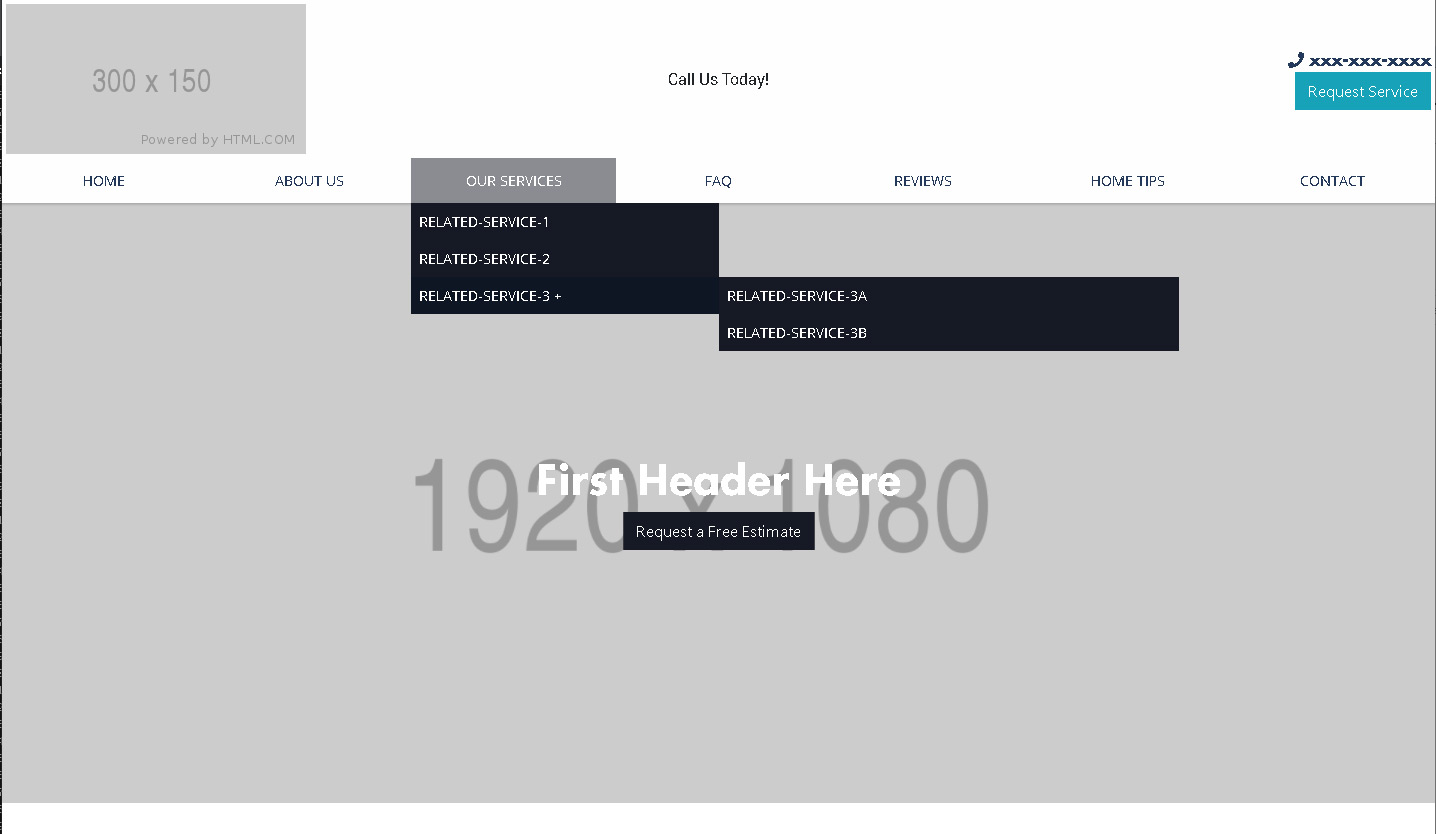 300 x 150
Powered by HTML.COM
Call Us Today!
xxx-xxx-xxxx
Request Service
HOME ABOUT US OUR SERVICES FAQ REVIEWS HOME TIPS CONTACT
RELATED-SERVICE-1
RELATED-SERVICE-2
RELATED-SERVICE-3 + RELATED-SERVICE-3A
RELATED-SERVICE-3B
1920 x 1080
First Header Here
Request a Free Estimate